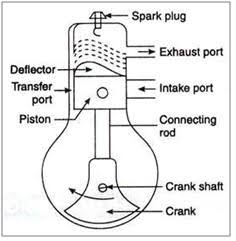 Spark plug
Exhaust port
Deflector
Transfer
port
Intake port
Piston
Connecting
rod
Crank shaft
Crank